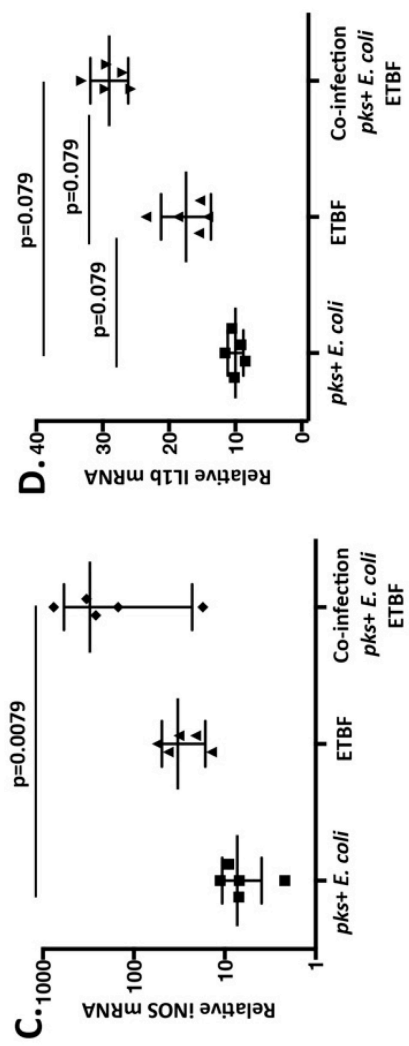 C.
Relative iNOS mRNA
1000
100
10
1
p=0.0079
pks+ E. coli
ETBF
Co-infection
pks+ E. coli
ETBF
D.
Relative IL1b mRNA
40
30
20
10
0
p=0.079
p=0.079
p=0.079
pks+ E. coli
ETBF
Co-infection
pks+ E. coli
ETBF